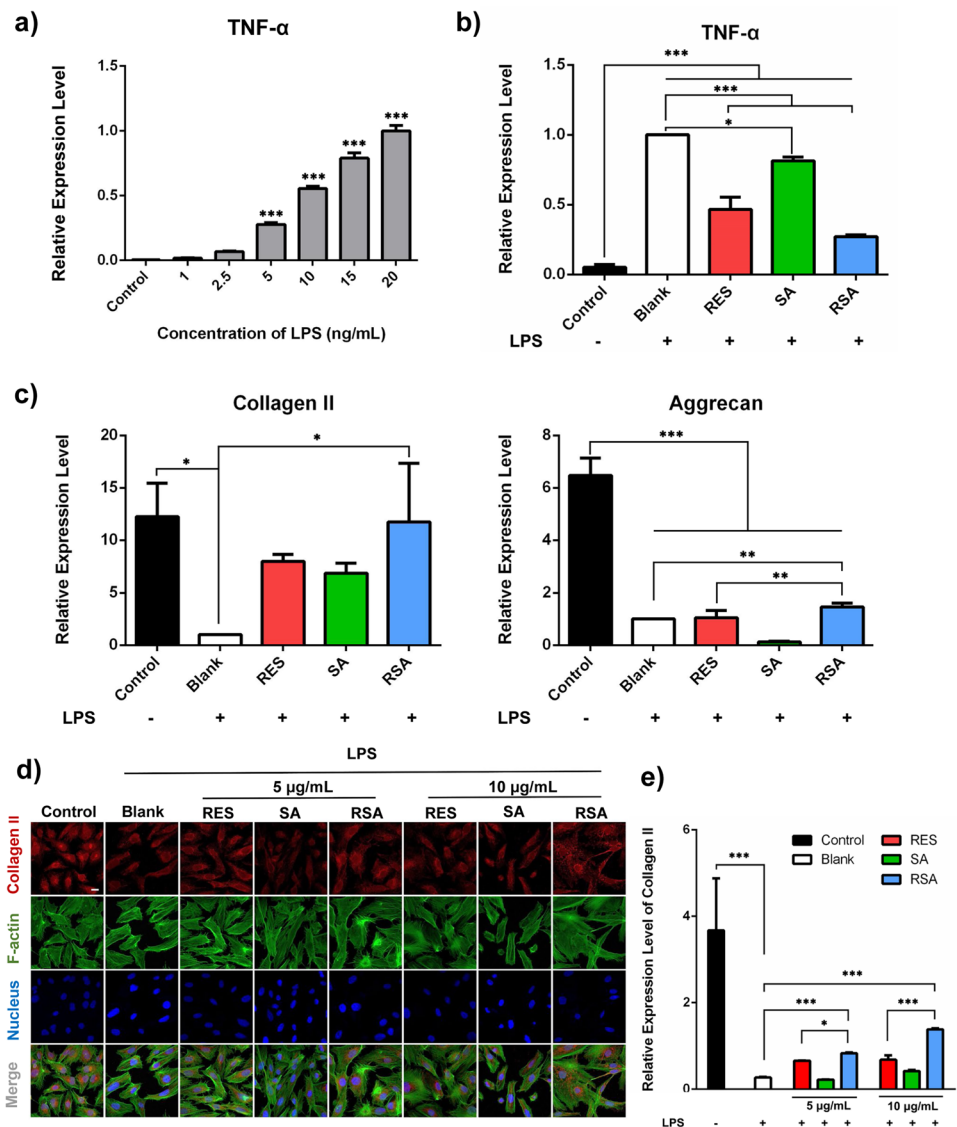 a)
TNF-α
Relative Expression Level
1.5
1.0
0.5
0.0
***
***
***
***
***
Control
1
2.5
5
10
15
20
Concentration of LPS (ng/mL)
b)
TNF-α
Relative Expression Level
1.5
1.0
0.5
0.0
***
***
*
Control
Blank
RES
SA
RSA
LPS - + + + +
c)
Collagen II
Relative Expression Level
20
15
10
5
0
*
*
Control
Blank
RES
SA
RSA
LPS - + + + +
Aggrecan
Relative Expression Level
8
6
4
2
0
***
**
**
Control
Blank
RES
SA
RSA
LPS - + + + +
d)
LPS
5 µg/mL 10 µg/mL
Control Blank RES SA RSA RES SA RSA
Collagen II
F-actin
Nucleus
Merge
e)
Relative Expression Level of Collagen II
6
4
2
0
Control
Blank
RES
SA
RSA
***
***
*
***
***
5 µg/mL 10 µg/mL
LPS - + + + + + + +